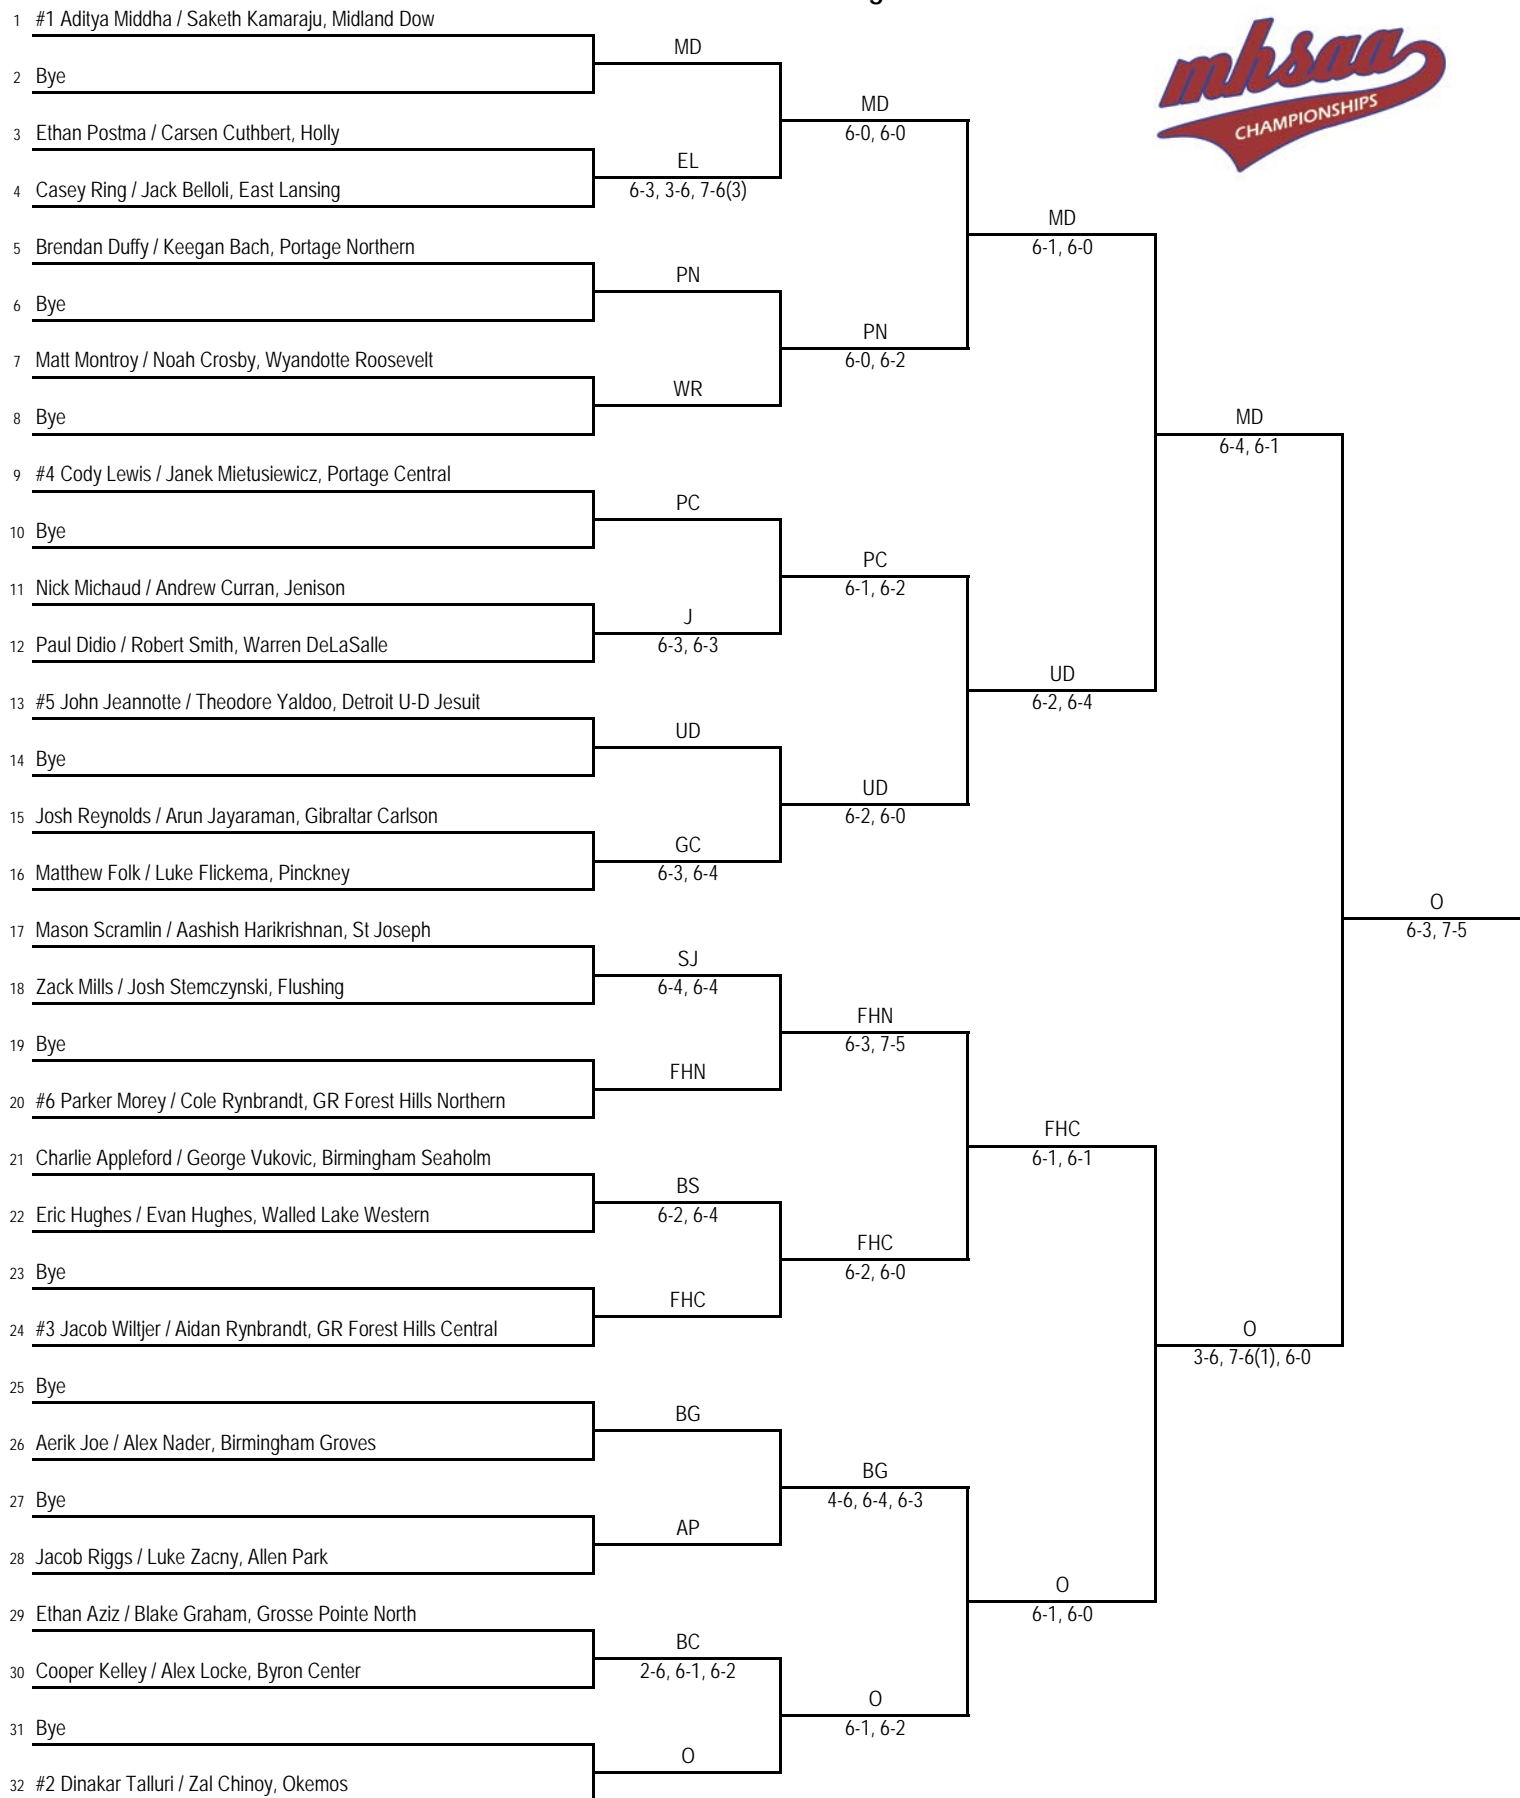 1 #1 Aditya Middha / Saketh Kamaraju, Midland Dow
MD
2 Bye
MD
6-0, 6-0
3 Ethan Postma / Carsen Cuthbert, Holly
EL
6-3, 3-6, 7-6(3)
4 Casey Ring / Jack Belloli, East Lansing
MD
6-1, 6-0
5 Brendan Duffy / Keegan Bach, Portage Northern
PN
6 Bye
PN
6-0, 6-2
7 Matt Montroy / Noah Crosby, Wyandotte Roosevelt
WR
8 Bye
MD
6-4, 6-1
9 #4 Cody Lewis / Janek Mietusiewicz, Portage Central
PC
10 Bye
PC
6-1, 6-2
11 Nick Michaud / Andrew Curran, Jenison
J
6-3, 6-3
12 Paul Didio / Robert Smith, Warren DeLaSalle
UD
6-2, 6-4
13 #5 John Jeannotte / Theodore Yaldoo, Detroit U-D Jesuit
UD
14 Bye
UD
6-2, 6-0
15 Josh Reynolds / Arun Jayaraman, Gibraltar Carlson
GC
6-3, 6-4
16 Matthew Folk / Luke Flickema, Pinckney
O
6-3, 7-5
17 Mason Scramlin / Aashish Harikrishnan, St Joseph
SJ
6-4, 6-4
18 Zack Mills / Josh Stemczynski, Flushing
FHN
6-3, 7-5
19 Bye
FHN
20 #6 Parker Morey / Cole Rynbrandt, GR Forest Hills Northern
FHC
6-1, 6-1
21 Charlie Appleford / George Vukovic, Birmingham Seaholm
BS
6-2, 6-4
22 Eric Hughes / Evan Hughes, Walled Lake Western
FHC
6-2, 6-0
23 Bye
FHC
24 #3 Jacob Wiltjer / Aidan Rynbrandt, GR Forest Hills Central
O
3-6, 7-6(1), 6-0
25 Bye
BG
26 Aerik Joe / Alex Nader, Birmingham Groves
BG
4-6, 6-4, 6-3
27 Bye
AP
28 Jacob Riggs / Luke Zacny, Allen Park
O
6-1, 6-0
29 Ethan Aziz / Blake Graham, Grosse Pointe North
BC
2-6, 6-1, 6-2
30 Cooper Kelley / Alex Locke, Byron Center
O
6-1, 6-2
31 Bye
O
32 #2 Dinakar Talluri / Zal Chinoy, Okemos
mhsaa
CHAMPIONSHIPS